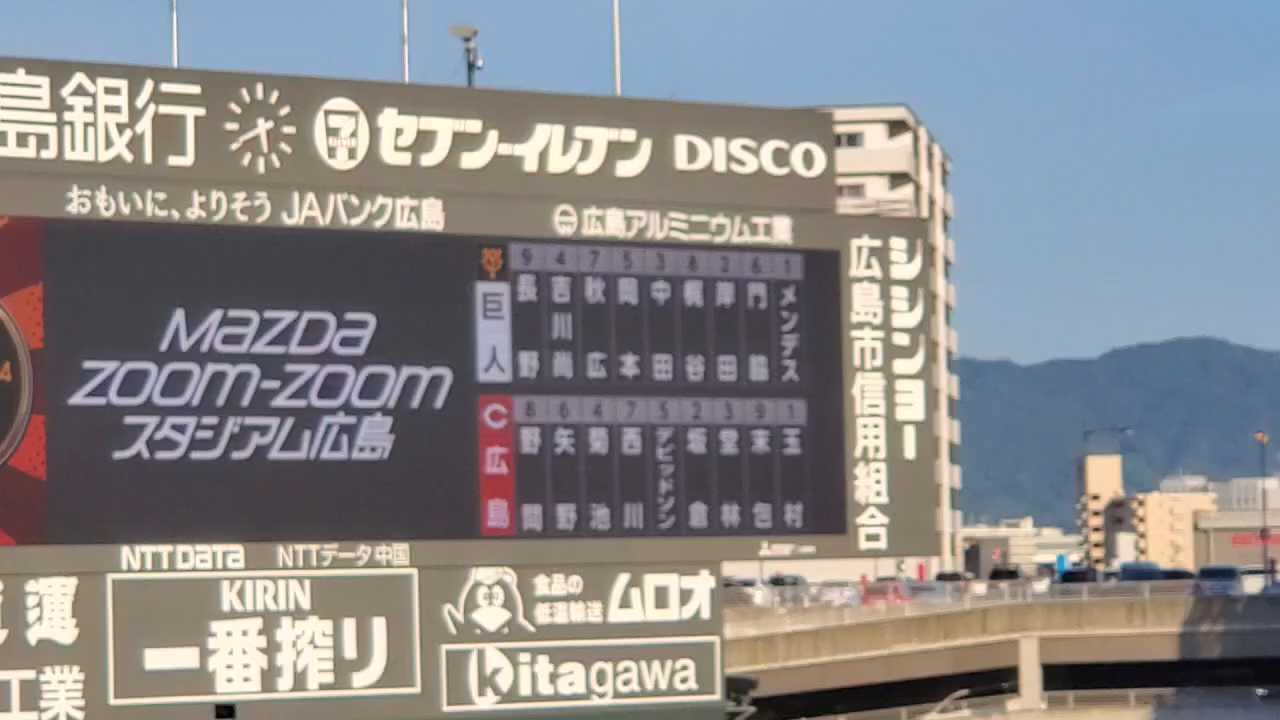 島銀行
7
ELEVEN
セブン-イレブン
DISCO
おもいに、よりそう JAバンク広島
広島アルミニウム工業
mazda
zoom-zoom
スタジアム広島
巨人
9 4 7 5 3 8 2 6 1
長野
吉川尚
秋広
岡本
中田
梶谷
岸田
門脇
メンデス
C広島
8 6 4 7 5 2 3 9 1
野間
矢野
菊池
西川
デビッドソン
坂倉
堂林
末包
玉村
シシンヨー
広島市信用組合
NTT DATA
NTTデータ中国
運
工業
KIRIN
一番搾り
食品の
低温輸送
ムロオ
kitagawa